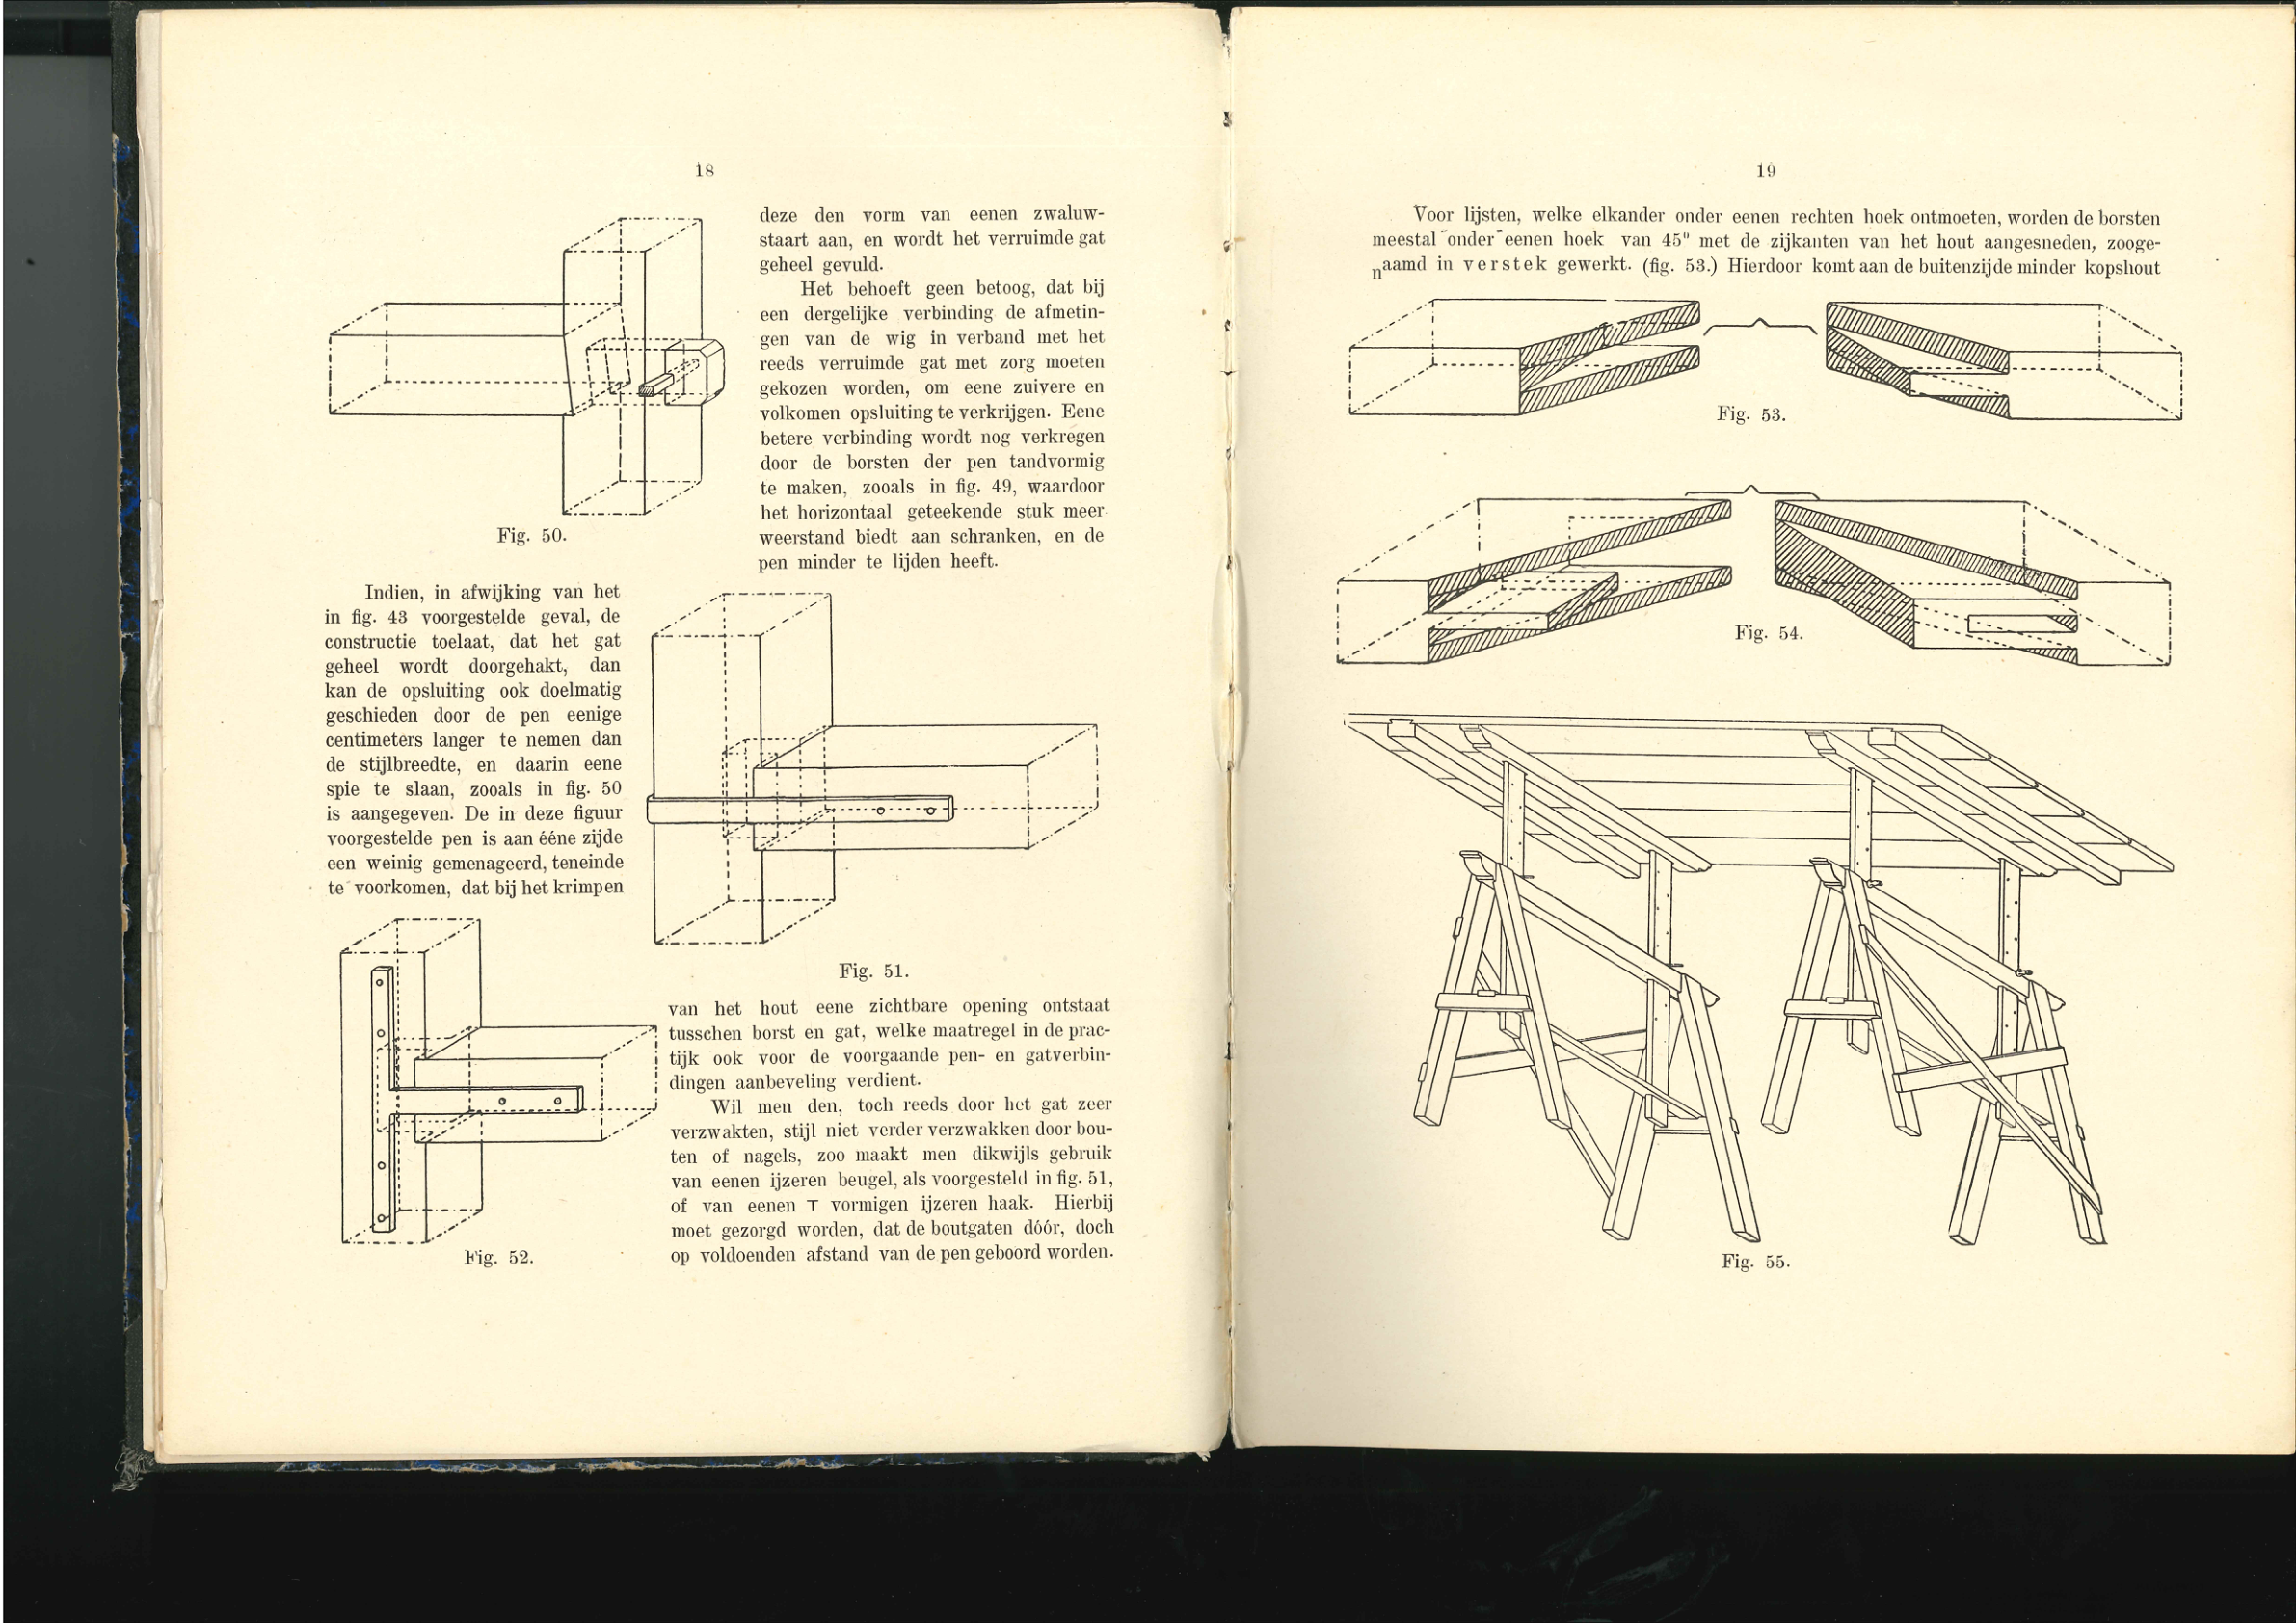 18
deze den vorm van eenen zwaluw-
staart aan, en wordt het verruimde gat
geheel gevuld.
Het behoeft geen betoog, dat bij
een dergelijke verbinding de afmetin-
gen van de wig in verband met het
reeds verruimde gat met zorg moeten
gekozen worden, om eene zuivere en
volkomen opsluiting te verkrijgen. Eene
betere verbinding wordt nog verkregen
door de borsten der pen tandvormig
te maken, zooals in fig. 49, waardoor
het horizontaal geteekende stuk meer
weerstand biedt aan schranken, en de
pen minder te lijden heeft.
Fig. 50.
Indien, in afwijking van het
in fig. 43 voorgestelde geval, de
constructie toelaat, dat het gat
geheel wordt doorgehakt, dan
kan de opsluiting ook doelmatig
geschieden door de pen eenige
centimeters langer te nemen dan
de stijlbreedte, en daarin eene
spie te slaan, zooals in fig. 50
is aangegeven. De in deze figuur
voorgestelde pen is aan ééne zijde
een weinig gemenageerd, teneinde
te voorkomen, dat bij het krimpen
Fig. 51.
van het hout eene zichtbare opening ontstaat
tusschen borst en gat, welke maatregel in de prac-
tijk ook voor de voorgaande pen- en gatverbin-
dingen aanbeveling verdient.
Wil men den, toch reeds door het gat zeer
verzwakten, stijl niet verder verzwakken door bou-
ten of nagels, zoo maakt men dikwijls gebruik
van eenen ijzeren beugel, als voorgesteld in fig. 51,
of van eenen T vormigen ijzeren haak. Hierbij
moet gezorgd worden, dat de boutgaten dóór, doch
op voldoenden afstand van de pen geboord worden.
Fig. 52.
19
Voor lijsten, welke elkander onder eenen rechten hoek ontmoeten, worden de borsten
meestal onder eenen hoek van 45° met de zijkanten van het hout aangesneden, zooge-
naamd in verstek gewerkt. (fig. 53.) Hierdoor komt aan de buitenzijde minder kopshout
Fig. 53.
Fig. 54.
Fig. 55.